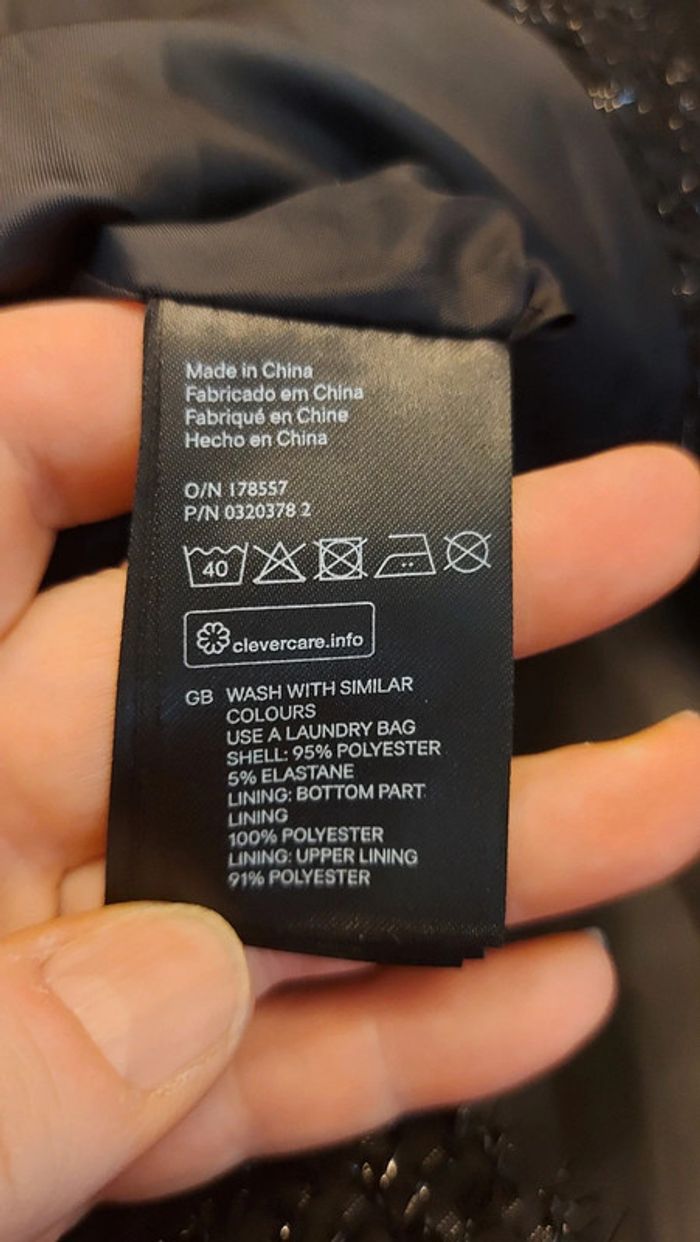 Made in China
Fabricado em China
Fabriqué en Chine
Hecho en China
O/N 178557
P/N 0320378 2
40
clevercare.info
GB WASH WITH SIMILAR
COLOURS
USE A LAUNDRY BAG
SHELL: 95% POLYESTER
5% ELASTANE
LINING: BOTTOM PART
LINING
100% POLYESTER
LINING: UPPER LINING
91% POLYESTER